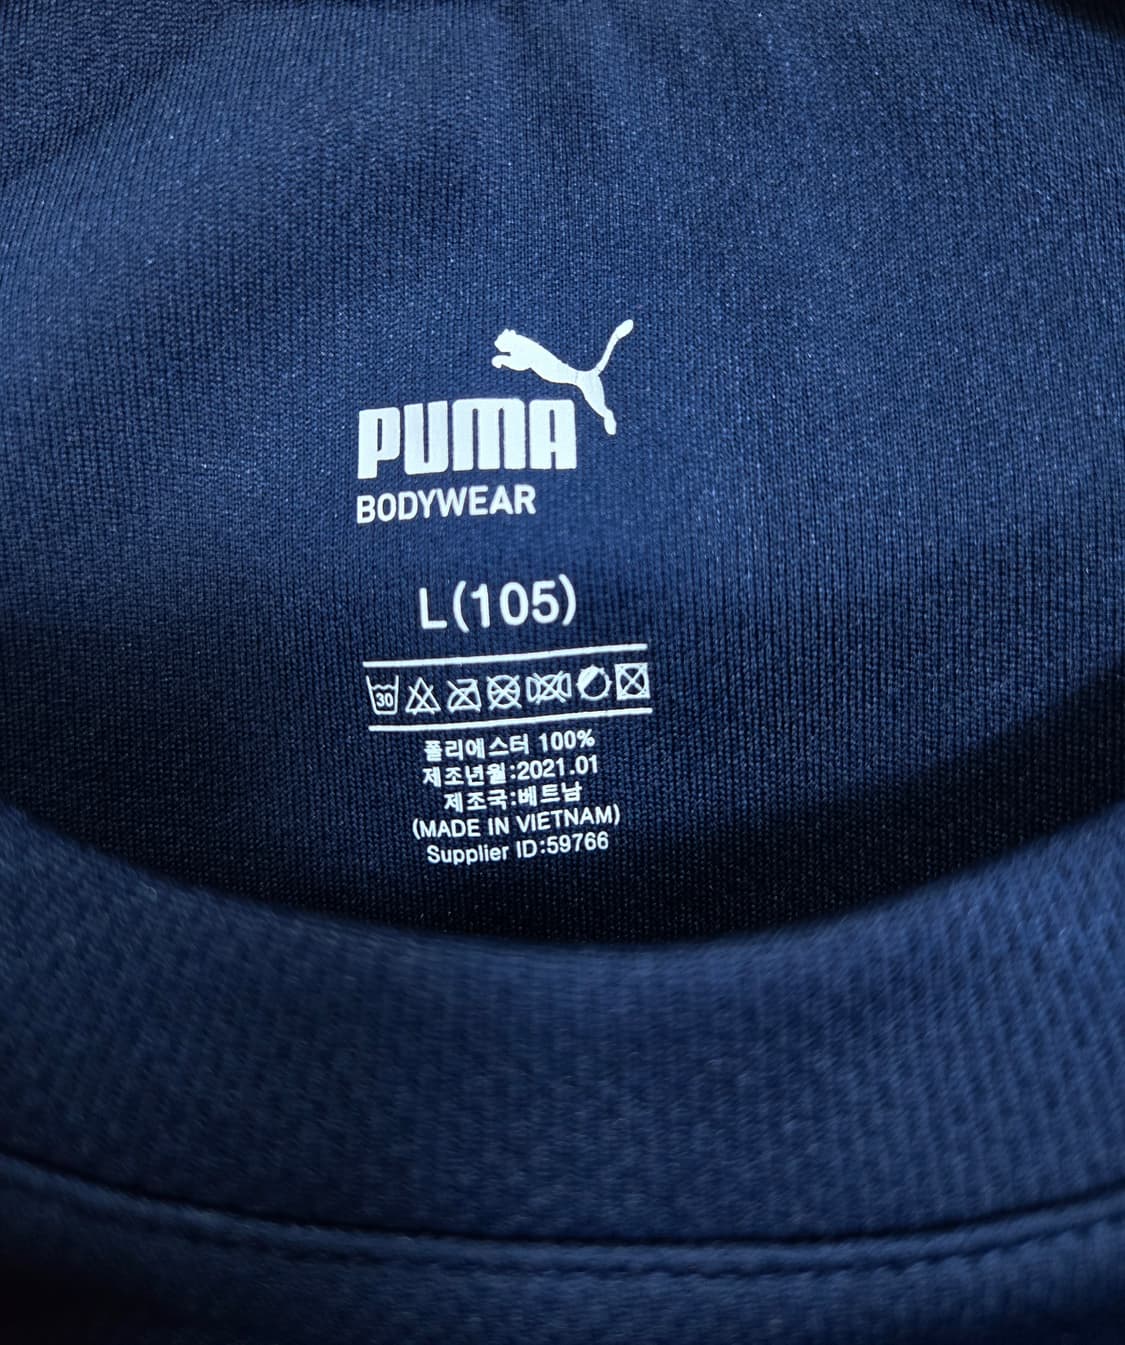 PUMA
BODYWEAR
L(105)
30
폴리에스터 100%
제조년월:2021.01
제조국:베트남
(MADE IN VIETNAM)
Supplier ID:59766